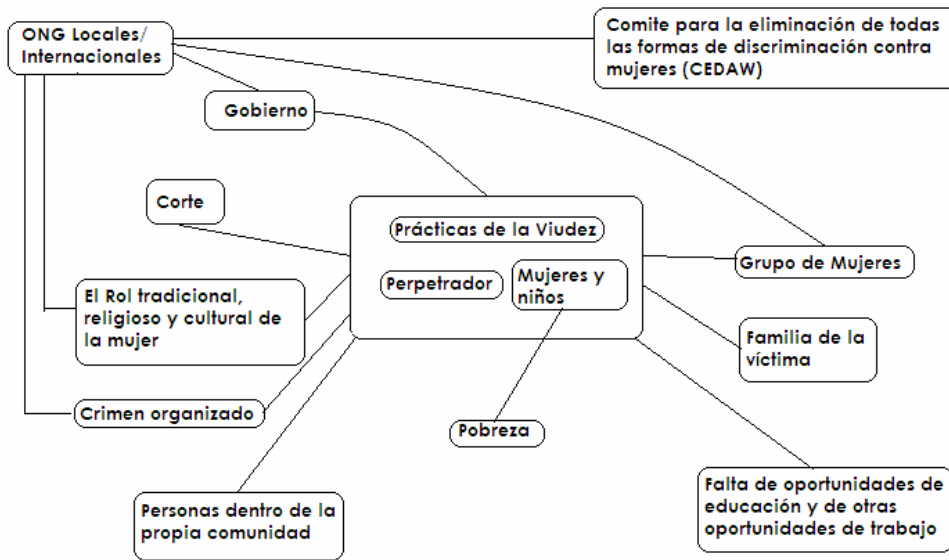 ONG Locales/
Internacionales
Comite para la eliminación de todas
las formas de discriminación contra
mujeres (CEDAW)
Gobierno
Corte
Prácticas de la Viudez
Perpetrador
Mujeres y
niños
Grupo de Mujeres
El Rol tradicional,
religioso y cultural de
la mujer
Familia de la
víctima
Crimen organizado
Pobreza
Personas dentro de la
propia comunidad
Falta de oportunidades de
educación y de otras
oportunidades de trabajo